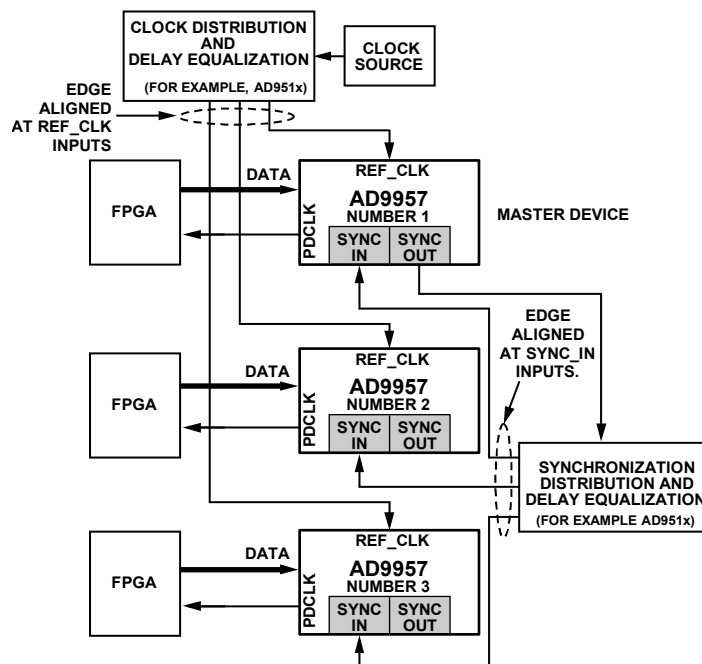 CLOCK DISTRIBUTION
AND
DELAY EQUALIZATION
(FOR EXAMPLE, AD951x)
CLOCK
SOURCE
EDGE
ALIGNED
AT REF_CLK
INPUTS
FPGA
DATA
PDCLK
REF_CLK
AD9957
NUMBER 1
SYNC
IN
SYNC
OUT
MASTER DEVICE
EDGE
ALIGNED
AT SYNC_IN
INPUTS.
FPGA
DATA
PDCLK
REF_CLK
AD9957
NUMBER 2
SYNC
IN
SYNC
OUT
SYNCHRONIZATION
DISTRIBUTION AND
DELAY EQUALIZATION
(FOR EXAMPLE AD951x)
FPGA
DATA
PDCLK
REF_CLK
AD9957
NUMBER 3
SYNC
IN
SYNC
OUT